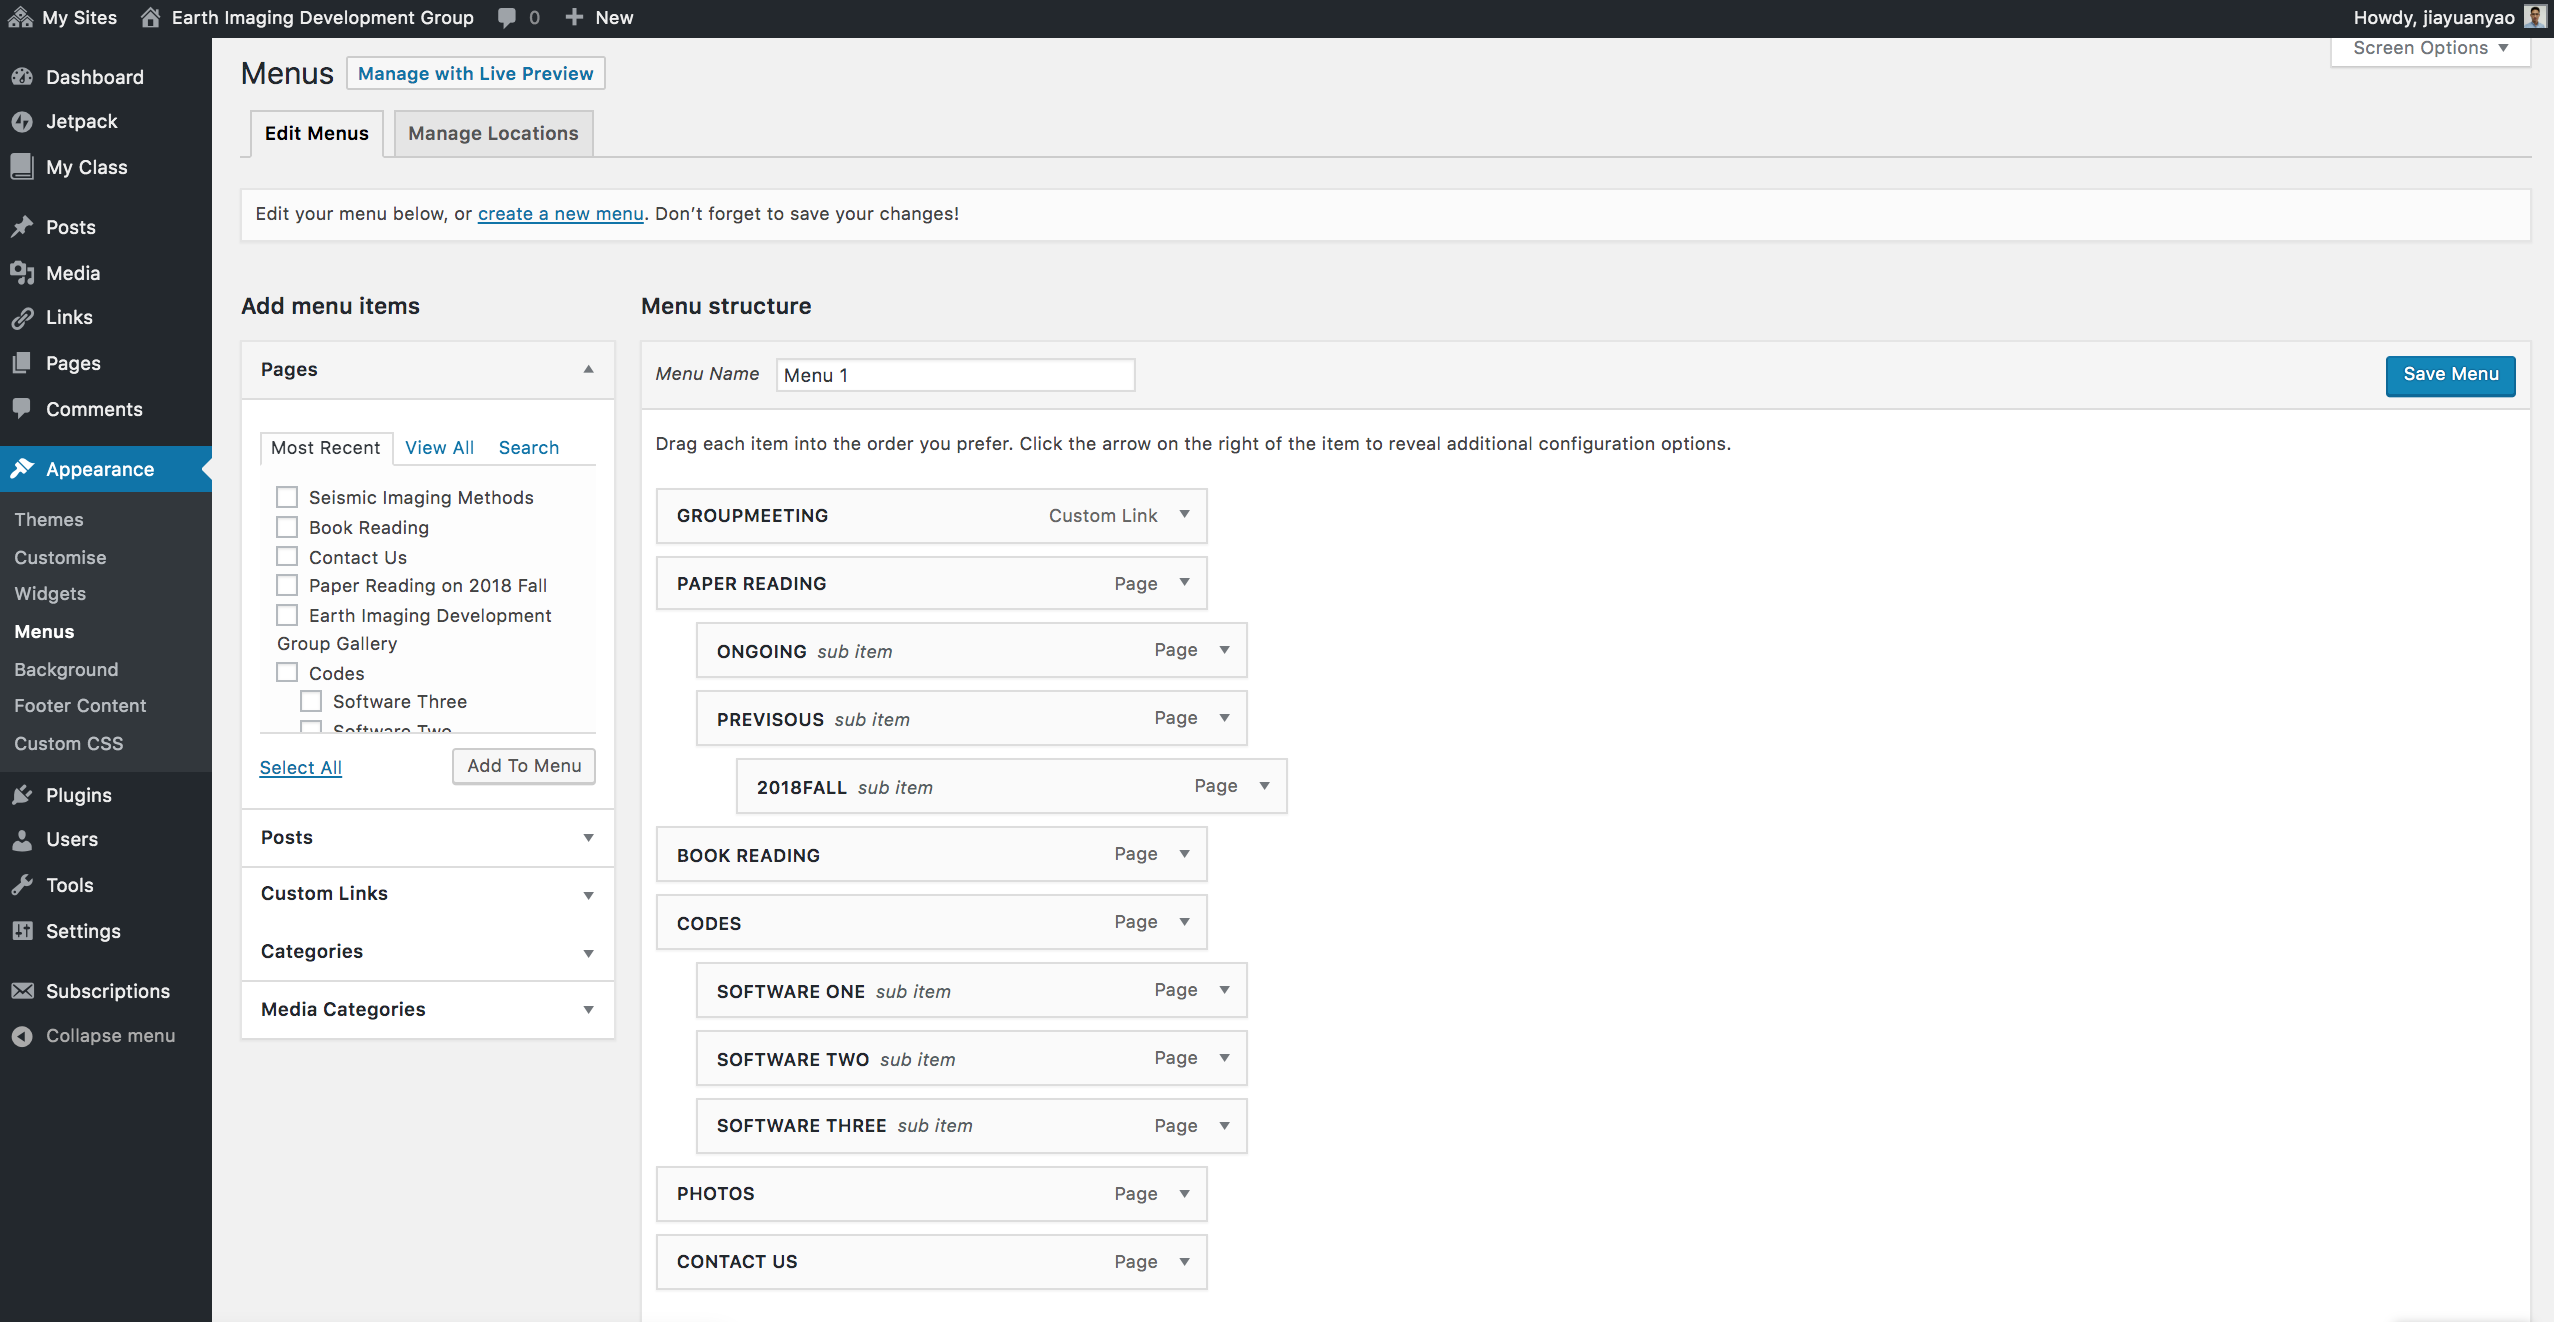 My Sites Earth Imaging Development Group 0 New Howdy, jiayuanyao
Screen Options
Dashboard
Jetpack
My Class
Posts
Media
Links
Pages
Comments
Appearance
Themes
Customise
Widgets
Menus
Background
Footer Content
Custom CSS
Plugins
Users
Tools
Settings
Subscriptions
Collapse menu
Menus Manage with Live Preview
Edit Menus Manage Locations
Edit your menu below, or create a new menu. Don’t forget to save your changes!
Add menu items
Pages
Most Recent View All Search
Seismic Imaging Methods
Book Reading
Contact Us
Paper Reading on 2018 Fall
Earth Imaging Development
Group Gallery
Codes
Software Three
Software Two
Select All Add To Menu
Posts
Custom Links
Categories
Media Categories
Menu structure
Menu Name Menu 1 Save Menu
Drag each item into the order you prefer. Click the arrow on the right of the item to reveal additional configuration options.
GROUPMEETING Custom Link
PAPER READING Page
ONGOING sub item Page
PREVISOUS sub item Page
2018FALL sub item Page
BOOK READING Page
CODES Page
SOFTWARE ONE sub item Page
SOFTWARE TWO sub item Page
SOFTWARE THREE sub item Page
PHOTOS Page
CONTACT US Page